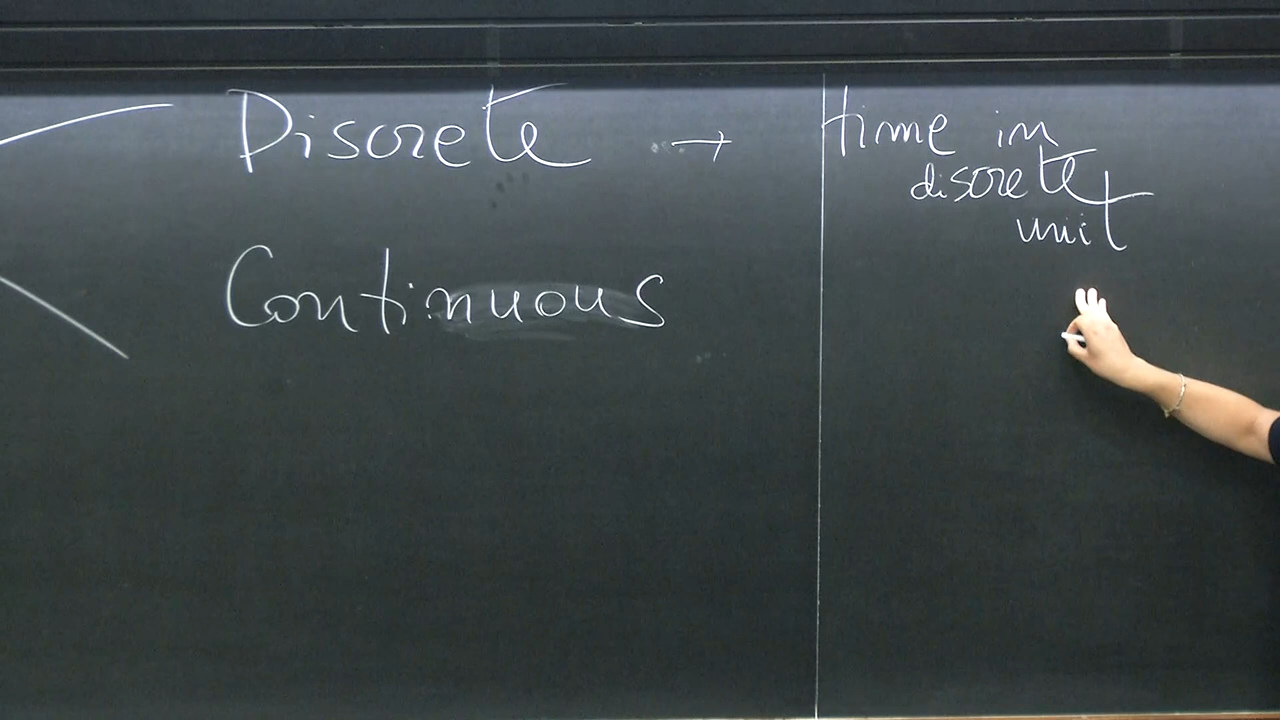 Discrete → time in
discrete
unit
Continuous